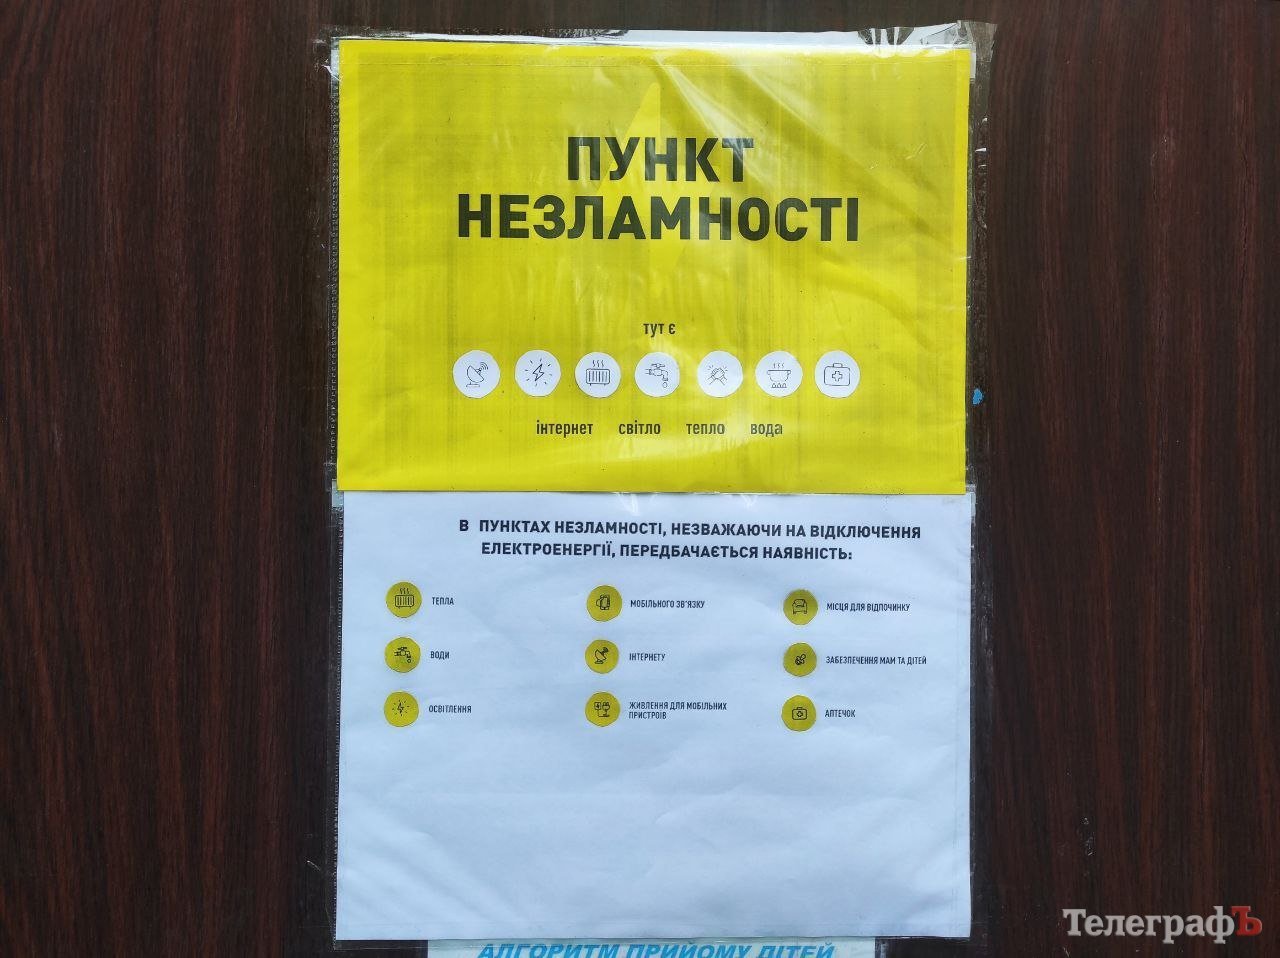 ПУНКТ
НЕЗЛАМНОСТІ
тут є
інтернет світло тепло вода
В ПУНКТАХ НЕЗЛАМНОСТІ, НЕЗВАЖАЮЧИ НА ВІДКЛЮЧЕННЯ
ЕЛЕКТРОЕНЕРГІЇ, ПЕРЕДБАЧАЄТЬСЯ НАЯВНІСТЬ:
ТЕПЛА
ВОДИ
ОСВІТЛЕННЯ
МОБІЛЬНОГО ЗВ'ЯЗКУ
ІНТЕРНЕТУ
ЖИВЛЕННЯ ДЛЯ МОБІЛЬНИХ
ПРИСТРОЇВ
МІСЦЯ ДЛЯ ВІДПОЧИНКУ
ЗАБЕЗПЕЧЕННЯ МАМ ТА ДІТЕЙ
АПТЕЧОК
АЛГОРИТМ ПРИЙОМУ ДІТЕЙ
ТелеграфЪ